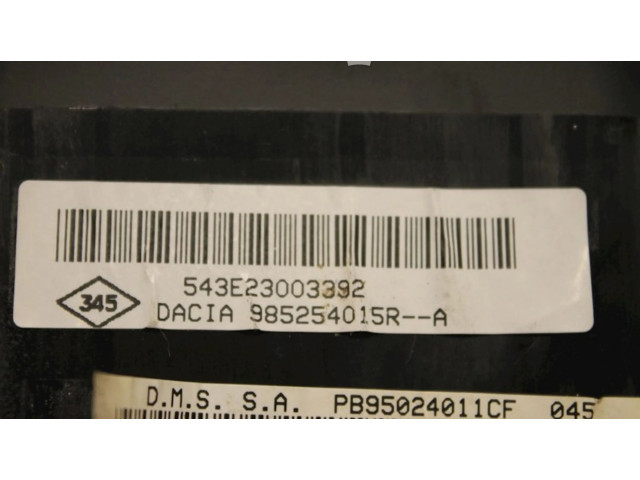 543E23003392
345
DACIA 985254015R--A
D.M.S. S.A. PB95024011CF 045